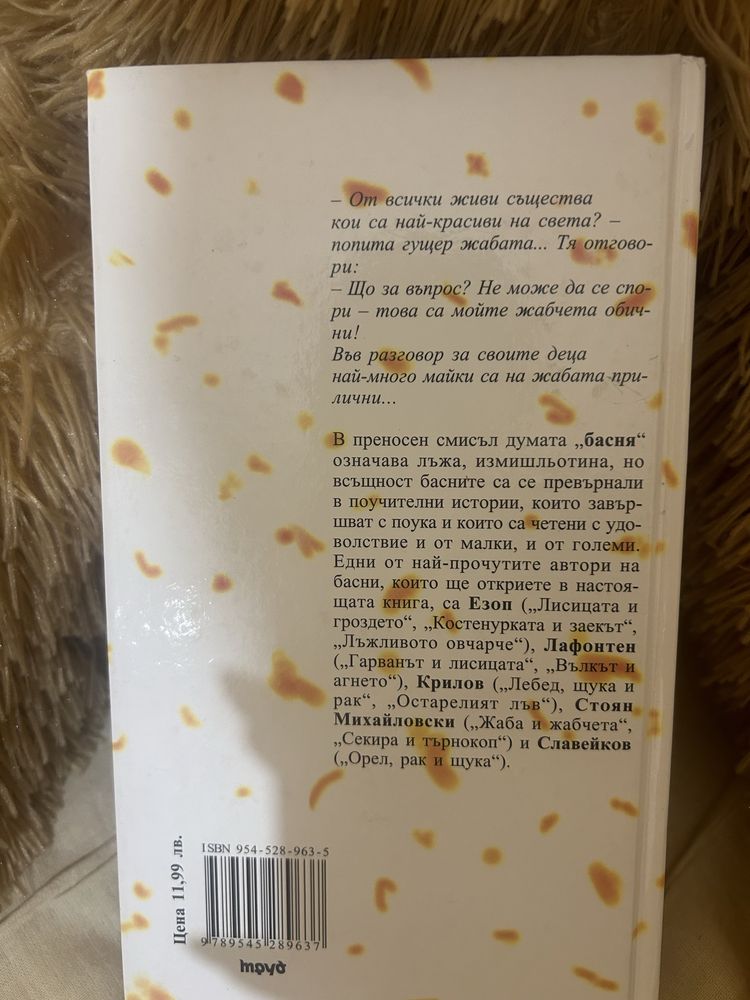 – От всички живи същества
кои са най-красиви на света? –
попита гущер жабата... Тя отгово-
ри:
– Що за въпрос? Не може да се спо-
ри – това са мойте жабчета обич-
ни!
Във разговор за своите деца
най-много майки са на жабата при-
лични...
В преносен смисъл думата „басня“
означава лъжа, измишльотина, но
всъщност басните са се превърнали
в поучителни истории, които завър-
шват с поука и които са четени с удо-
волствие и от малки, и от големи.
Едни от най-прочутите автори на
басни, които ще откриете в настоя-
щата книга, са Езоп („Лисицата и
гроздето“, „Костенурката и заекът“,
„Лъжливото овчарче“), Лафонтен
(„Гарванът и лисицата“, „Вълкът и
агнето“), Крилов („Лебед, щука и
рак“, „Остарелият лъв“), Стоян
Михайловски („Жаба и жабчета“,
„Секира и търнокоп“) и Славейков
(„Орел, рак и щука“).
Цена 11,99 лв.
ISBN 954-528-963-5
9 789545 289637
труд